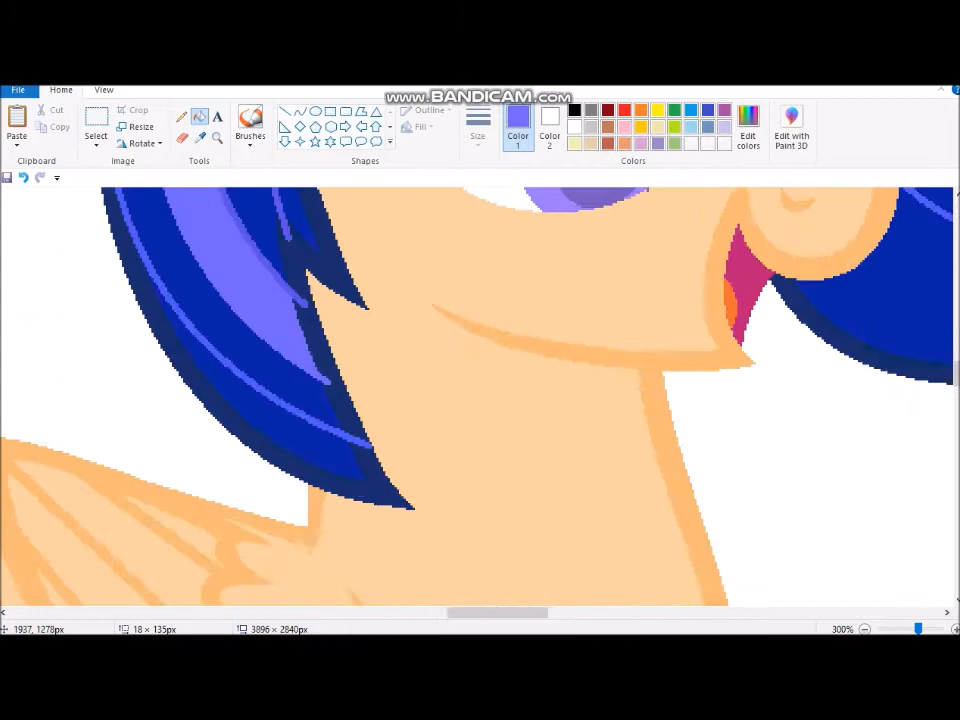 www.BANDICAM.com
File Home View
Cut
Copy
Paste
Clipboard
Crop
Resize
Rotate
Select
Image
A
Tools
Brushes
Outline
Fill
Shapes
Size
Color 1
Color 2
Edit colors
Colors
Edit with Paint 3D
1937, 1278px
18 × 135px
3896 × 2840px
300%